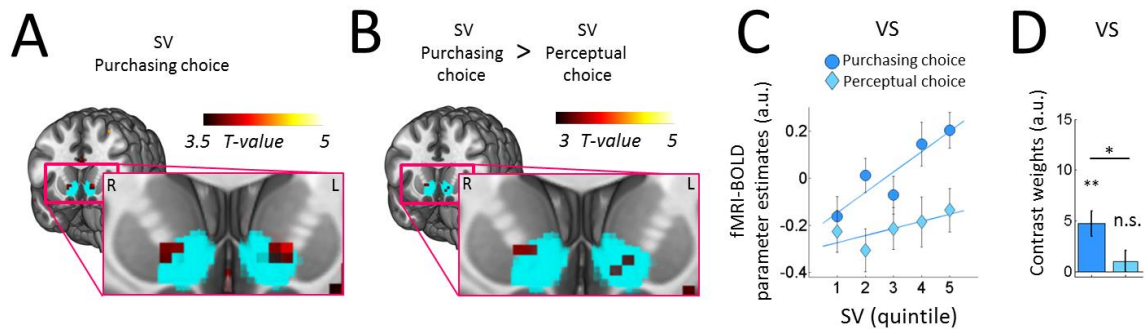 A
SV
Purchasing choice
3.5 T-value 5
R L
B
SV SV
Purchasing > Perceptual
choice choice
3 T-value 5
R L
C
VS
Purchasing choice
Perceptual choice
fMRI-BOLD
parameter estimates (a.u.)
0.2
0
-0.2
-0.4
1 2 3 4 5
SV (quintile)
D
VS
Contrast weights (a.u.)
15
10
5
0
*
**
n.s.